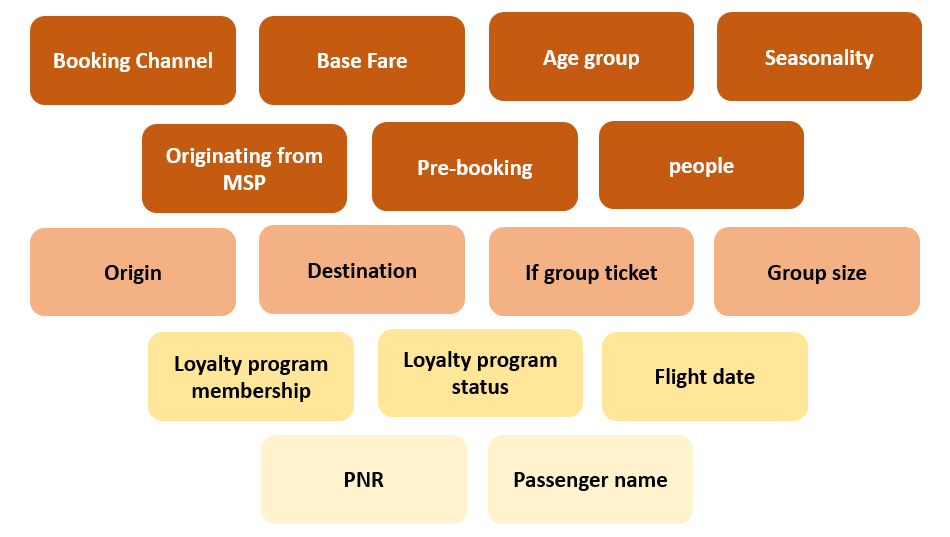 Booking Channel
Base Fare
Age group
Seasonality
Originating from
MSP
Pre-booking
people
Origin
Destination
If group ticket
Group size
Loyalty program
membership
Loyalty program
status
Flight date
PNR
Passenger name